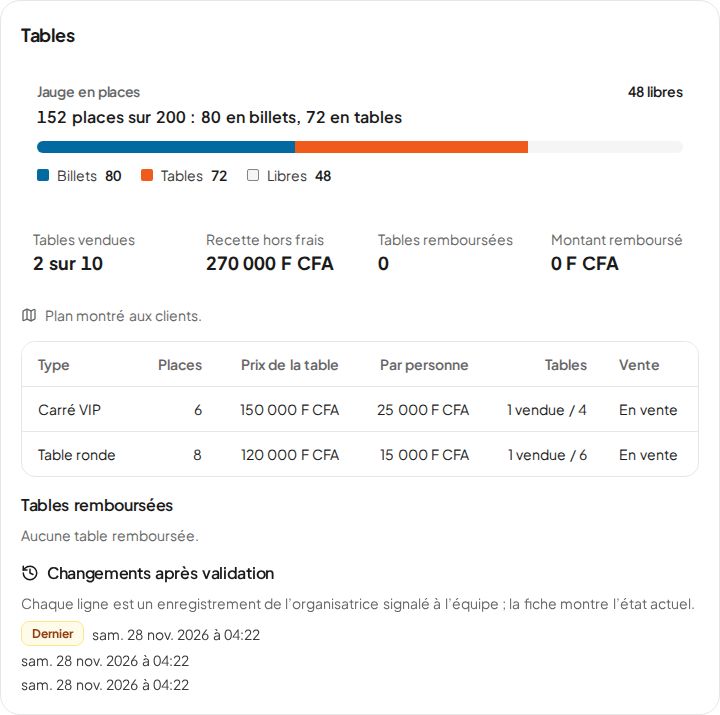 Tables
Jauge en places 48 libres
152 places sur 200 : 80 en billets, 72 en tables
Billets 80 Tables 72 Libres 48
Tables vendues Recette hors frais Tables remboursées Montant remboursé
2 sur 10 270 000 F CFA 0 0 F CFA
Plan montré aux clients.
Type Places Prix de la table Par personne Tables Vente
Carré VIP 6 150 000 F CFA 25 000 F CFA 1 vendue / 4 En vente
Table ronde 8 120 000 F CFA 15 000 F CFA 1 vendue / 6 En vente
Tables remboursées
Aucune table remboursée.
Changements après validation
Chaque ligne est un enregistrement de l’organisatrice signalé à l’équipe ; la fiche montre l’état actuel.
Dernier sam. 28 nov. 2026 à 04:22
sam. 28 nov. 2026 à 04:22
sam. 28 nov. 2026 à 04:22